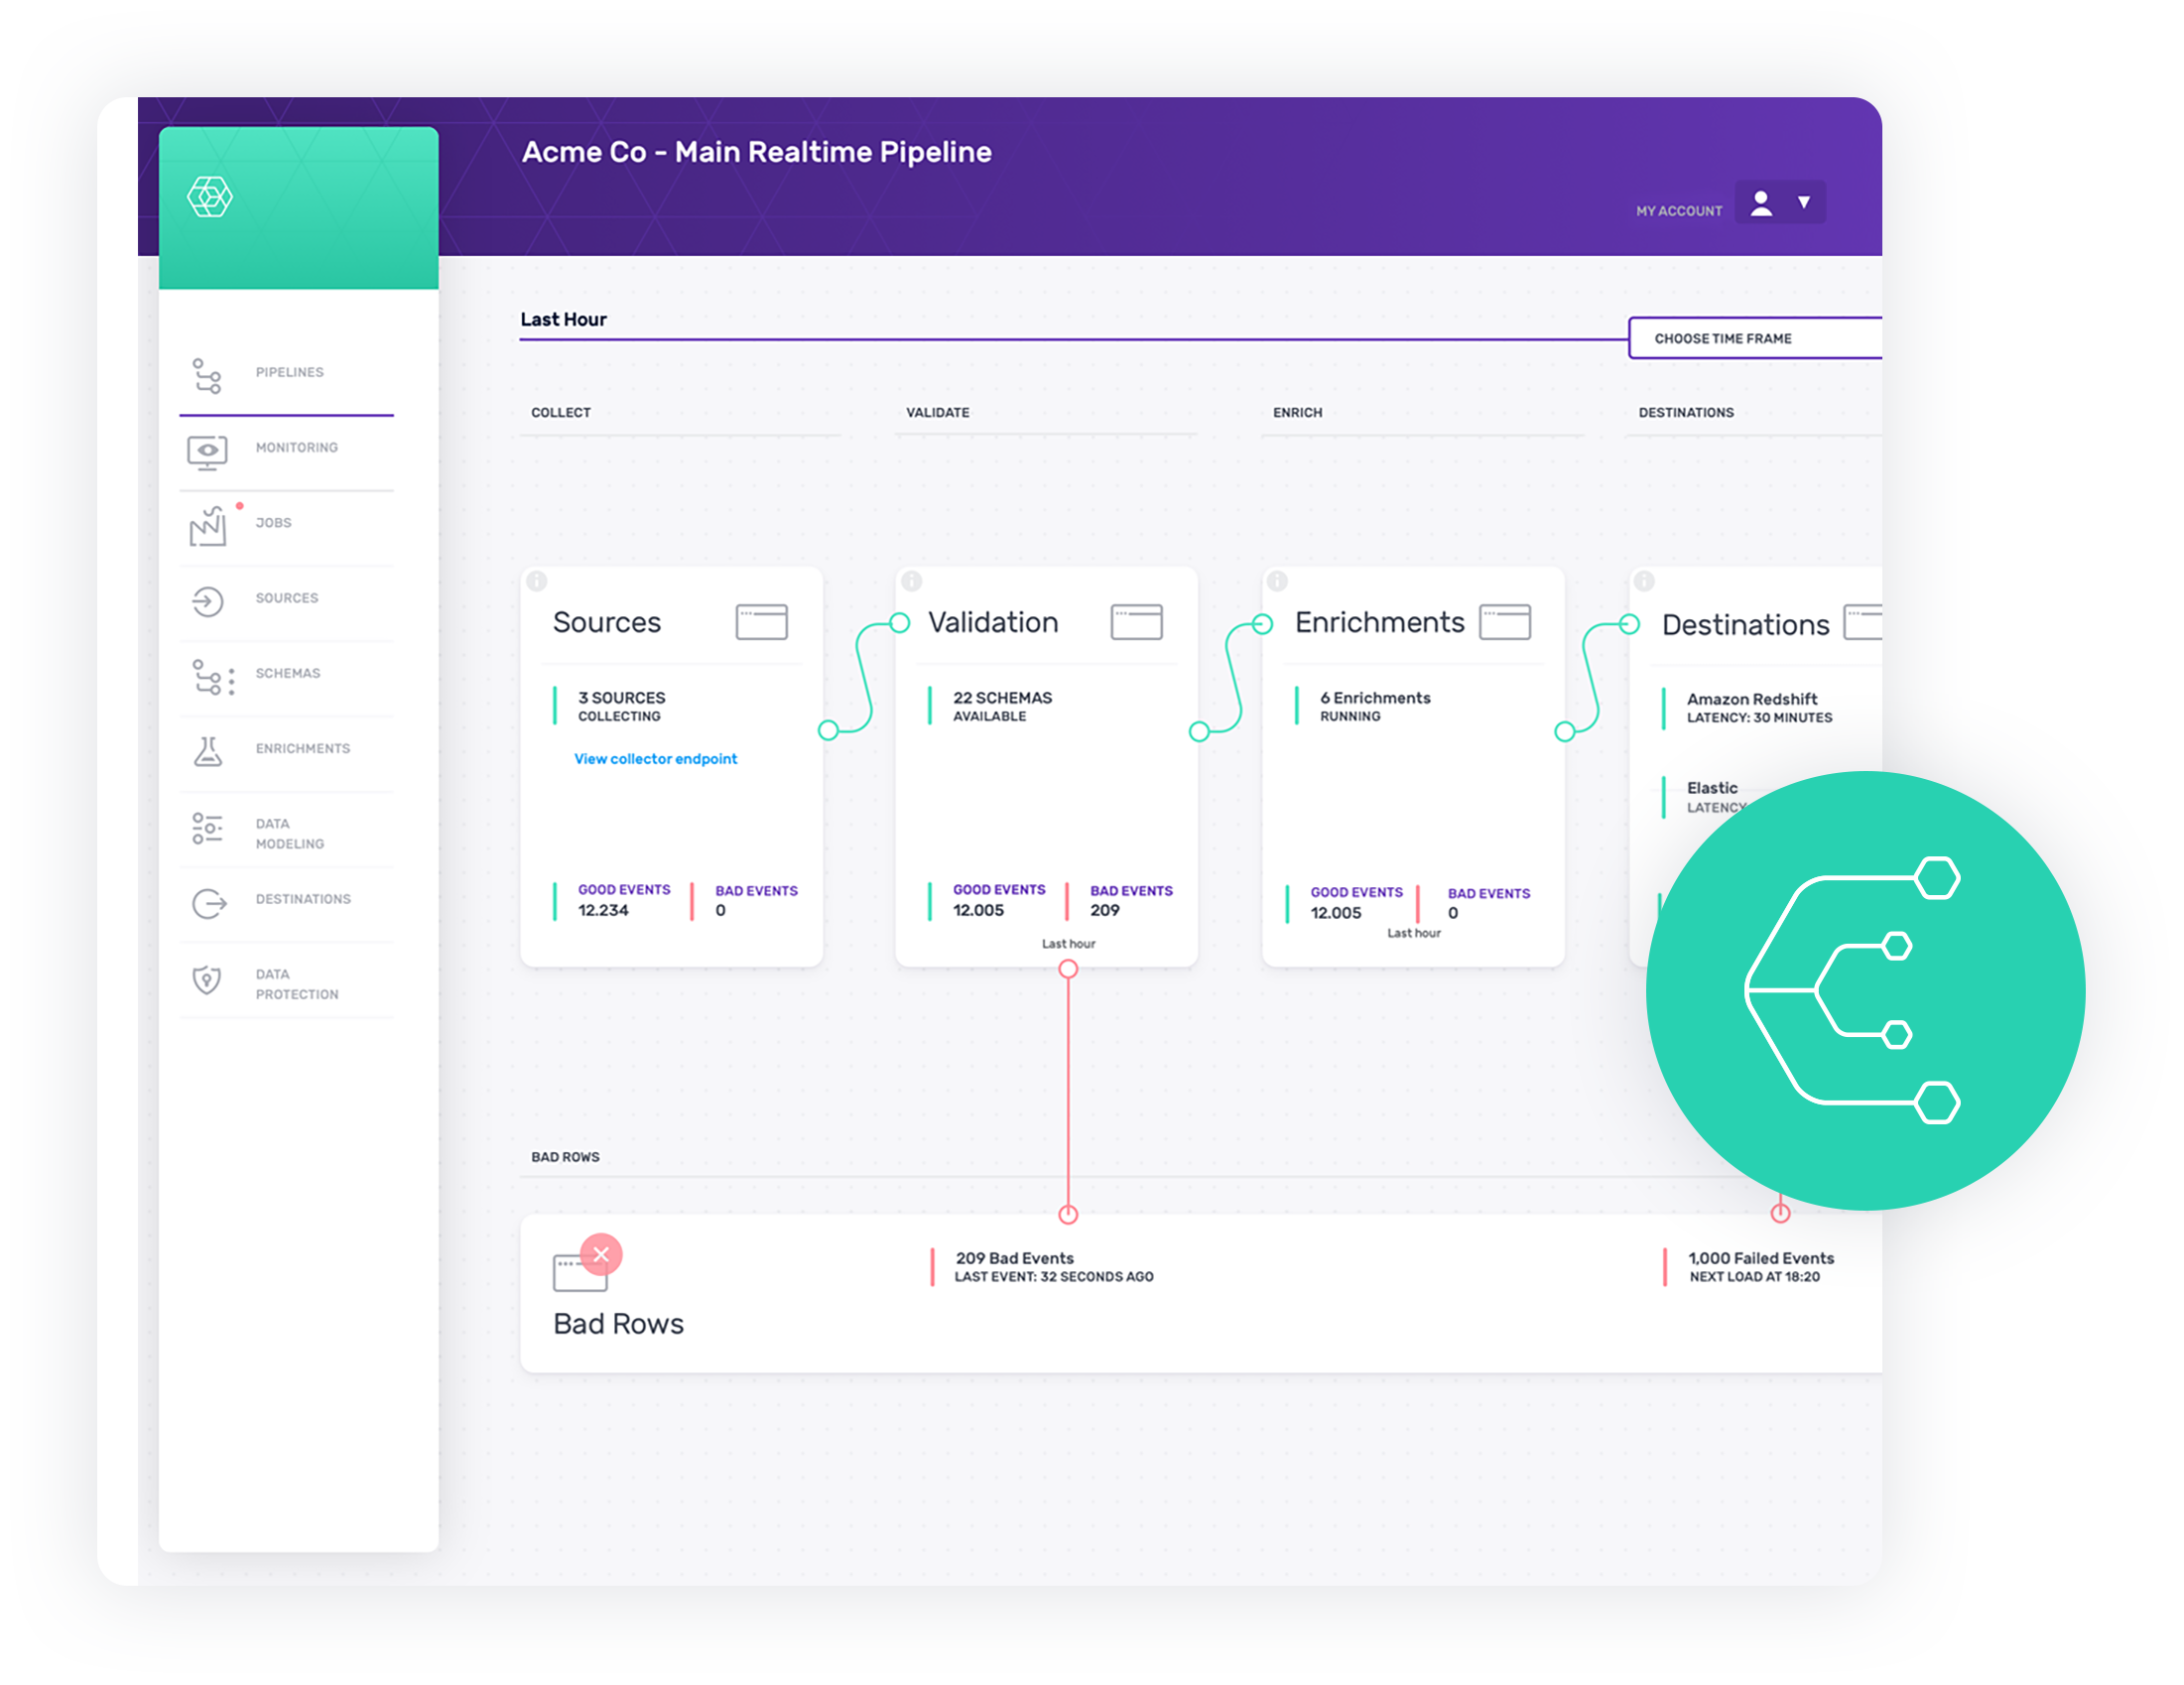 Acme Co - Main Realtime Pipeline
MY ACCOUNT
PIPELINES
MONITORING
JOBS
SOURCES
SCHEMAS
ENRICHMENTS
DATA
MODELING
DESTINATIONS
DATA
PROTECTION
Last Hour
CHOOSE TIME FRAME
COLLECT
VALIDATE
ENRICH
DESTINATIONS
Sources
3 SOURCES
COLLECTING
View collector endpoint
GOOD EVENTS
12.234
BAD EVENTS
0
Validation
22 SCHEMAS
AVAILABLE
GOOD EVENTS
12.005
BAD EVENTS
209
Last hour
Enrichments
6 Enrichments
RUNNING
GOOD EVENTS
12.005
BAD EVENTS
0
Last hour
Destinations
Amazon Redshift
LATENCY: 30 MINUTES
Elastic
LATENCY
BAD ROWS
Bad Rows
209 Bad Events
LAST EVENT: 32 SECONDS AGO
1,000 Failed Events
NEXT LOAD AT 18:20